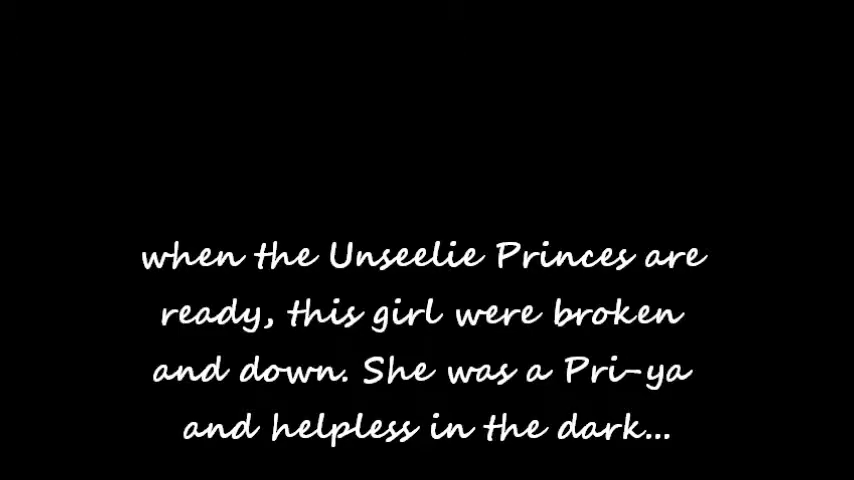 when the Unseelie Princes are
ready, this girl were broken
and down. She was a Pri-ya
and helpless in the dark...